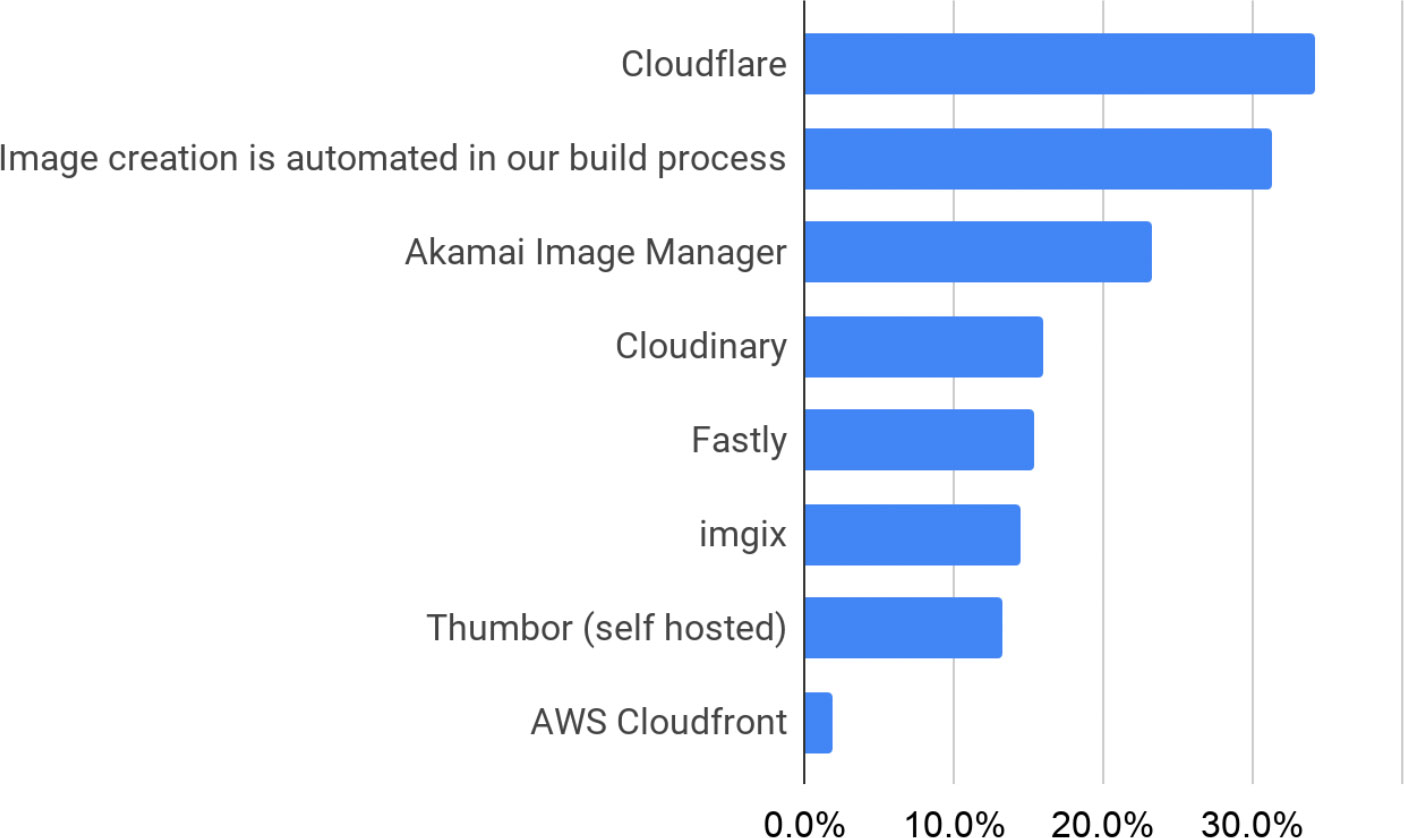 Cloudflare
Image creation is automated in our build process
Akamai Image Manager
Cloudinary
Fastly
imgix
Thumbor (self hosted)
AWS Cloudfront
0.0% 10.0% 20.0% 30.0%